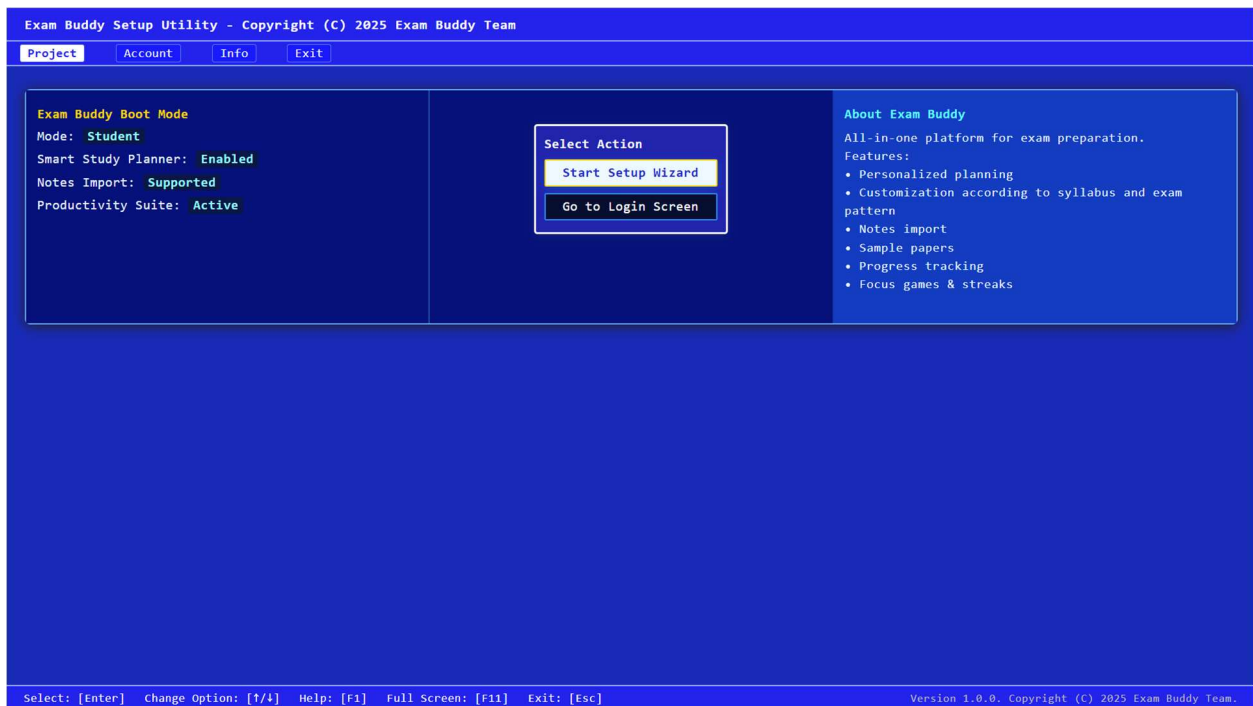 Exam Buddy Setup Utility - Copyright (C) 2025 Exam Buddy Team
Project Account Info Exit
Exam Buddy Boot Mode
Mode: Student
Smart Study Planner: Enabled
Notes Import: Supported
Productivity Suite: Active
Select Action
Start Setup Wizard
Go to Login Screen
About Exam Buddy
All-in-one platform for exam preparation.
Features:
• Personalized planning
• Customization according to syllabus and exam
pattern
• Notes import
• Sample papers
• Progress tracking
• Focus games & streaks
Select: [Enter] Change Option: [↑/↓] Help: [F1] Full Screen: [F11] Exit: [Esc]
Version 1.0.0. Copyright (C) 2025 Exam Buddy Team.